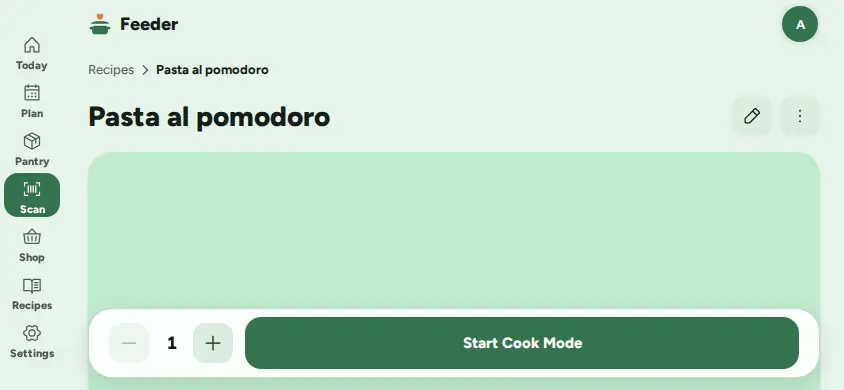 Feeder
A
Today
Plan
Pantry
Scan
Shop
Recipes
Settings
Recipes > Pasta al pomodoro
Pasta al pomodoro
1
Start Cook Mode